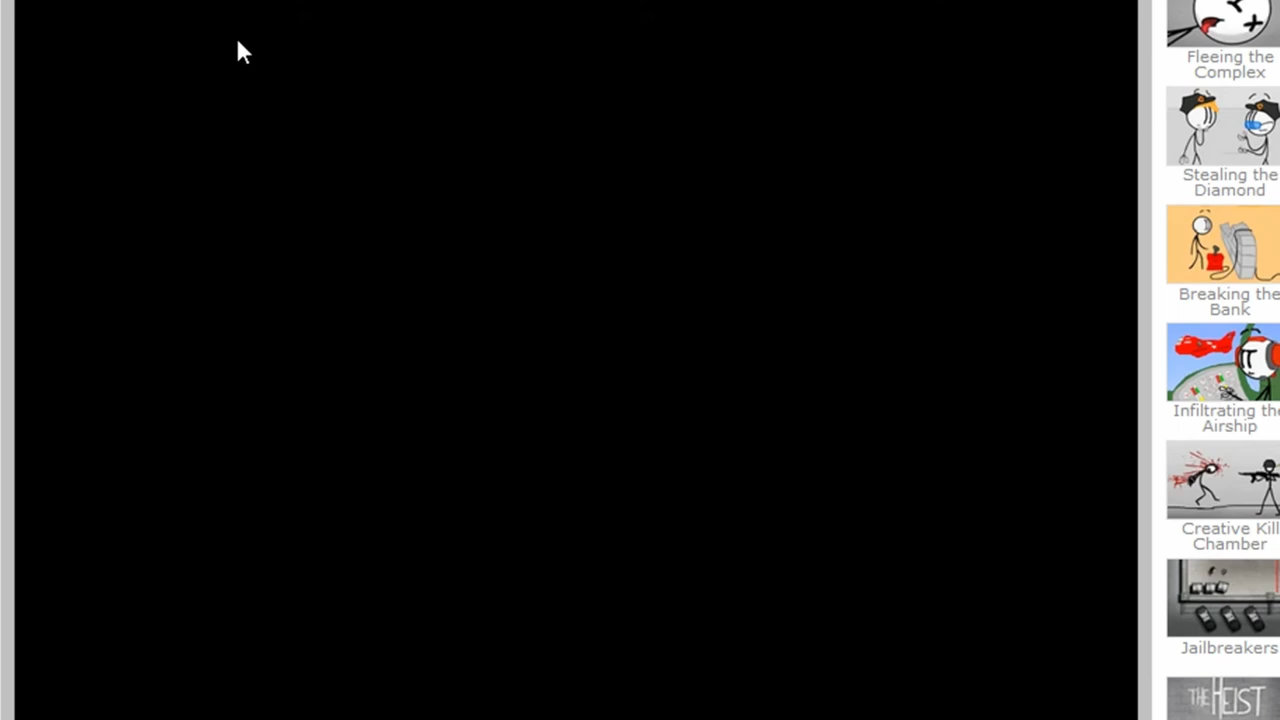 Fleeing the
Complex
Stealing the
Diamond
Breaking the
Bank
Infiltrating the
Airship
Creative Kill
Chamber
Jailbreakers
THE HEIST